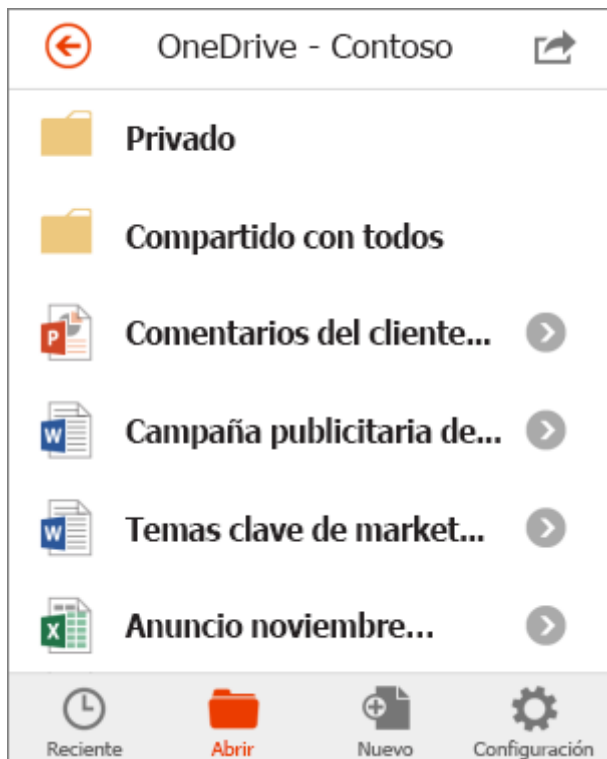 OneDrive - Contoso
Privado
Compartido con todos
P
Comentarios del cliente...
W
Campaña publicitaria de...
W
Temas clave de market...
X
Anuncio noviembre...
Reciente
Abrir
Nuevo
Configuración